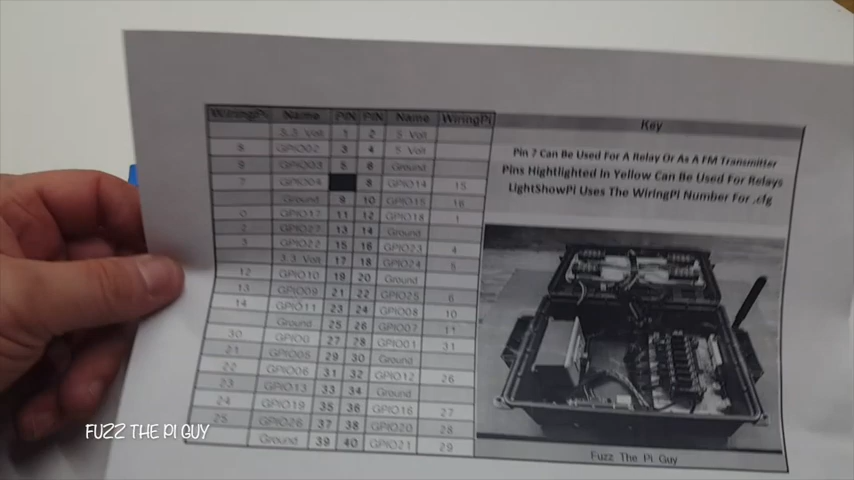 WiringPi Name PIN PIN Name WiringPi
3.3 Volt 1 2 5 Volt
8 GPIO02 3 4 5 Volt
9 GPIO03 5 6 Ground
7 GPIO04 8 GPIO14 15
Ground 9 10 GPIO15 16
0 GPIO17 11 12 GPIO18 1
2 GPIO27 13 14 Ground
3 GPIO22 15 16 GPIO23 4
3.3 Volt 17 18 GPIO24 5
12 GPIO10 19 20 Ground
13 GPIO09 21 22 GPIO25 6
14 GPIO11 23 24 GPIO08 10
Ground 25 26 GPIO07 11
30 GPIO0 27 28 GPIO01 31
21 GPIO05 29 30 Ground
22 GPIO06 31 32 GPIO12 26
23 GPIO13 33 34 Ground
24 GPIO19 35 36 GPIO16 27
25 GPIO26 37 38 GPIO20 28
Ground 39 40 GPIO21 29
Key
Pin 7 Can Be Used For A Relay Or As A FM Transmitter
Pins Hightlighted In Yellow Can Be Used For Relays
LightShowPi Uses The WiringPi Number For .cfg
Fuzz The Pi Guy
FUZZ THE PI GUY